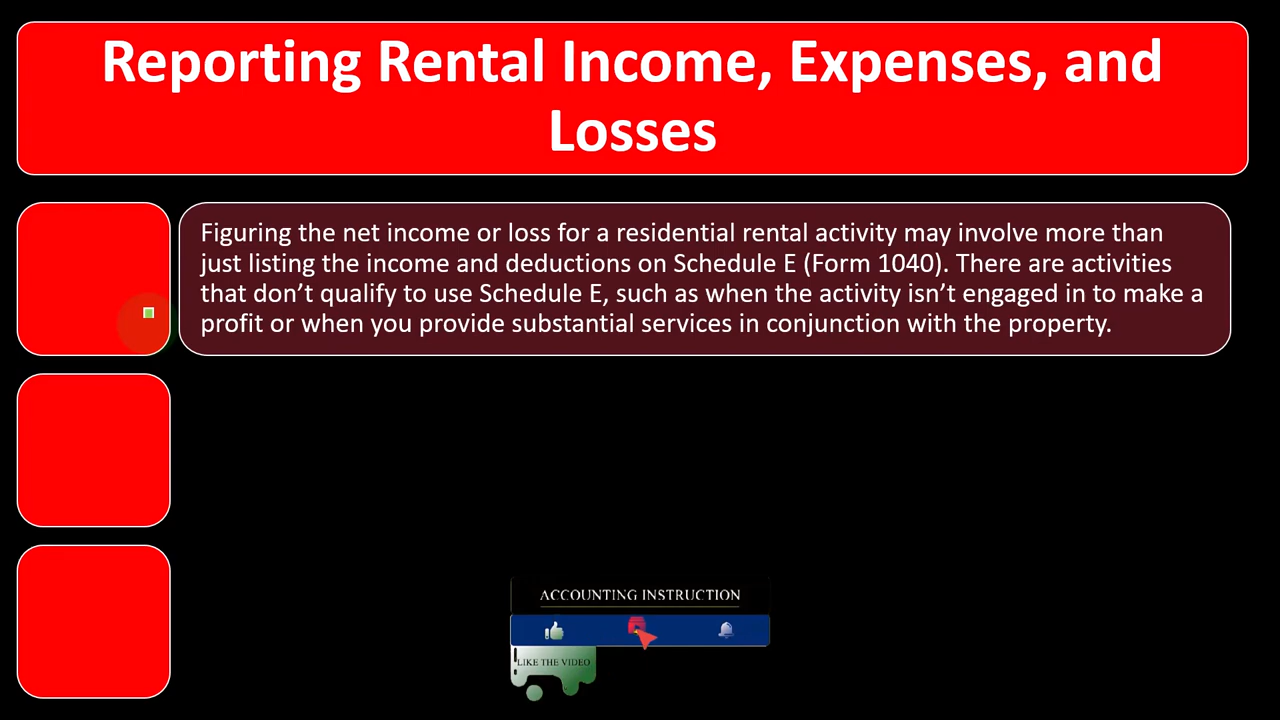 Reporting Rental Income, Expenses, and
Losses
Figuring the net income or loss for a residential rental activity may involve more than
just listing the income and deductions on Schedule E (Form 1040). There are activities
that don’t qualify to use Schedule E, such as when the activity isn’t engaged in to make a
profit or when you provide substantial services in conjunction with the property.
ACCOUNTING INSTRUCTION
LIKE THE VIDEO